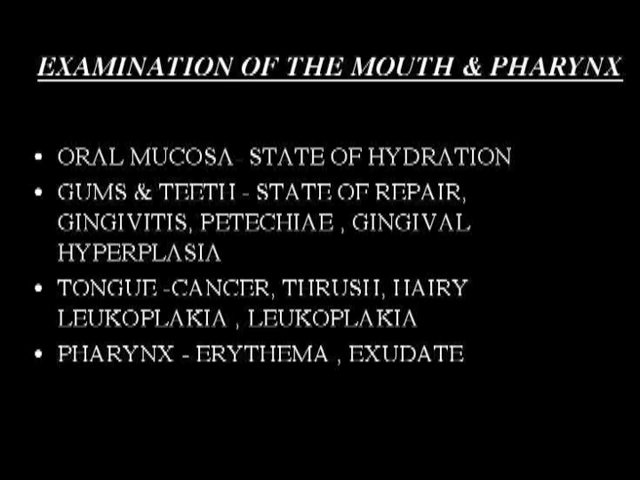 EXAMINATION OF THE MOUTH & PHARYNX
• ORAL MUCOSA- STATE OF HYDRATION
• GUMS & TEETH - STATE OF REPAIR,
GINGIVITIS, PETECHIAE , GINGIVAL
HYPERPLASIA
• TONGUE -CANCER, THRUSH, HAIRY
LEUKOPLAKIA , LEUKOPLAKIA
• PHARYNX - ERYTHEMA , EXUDATE